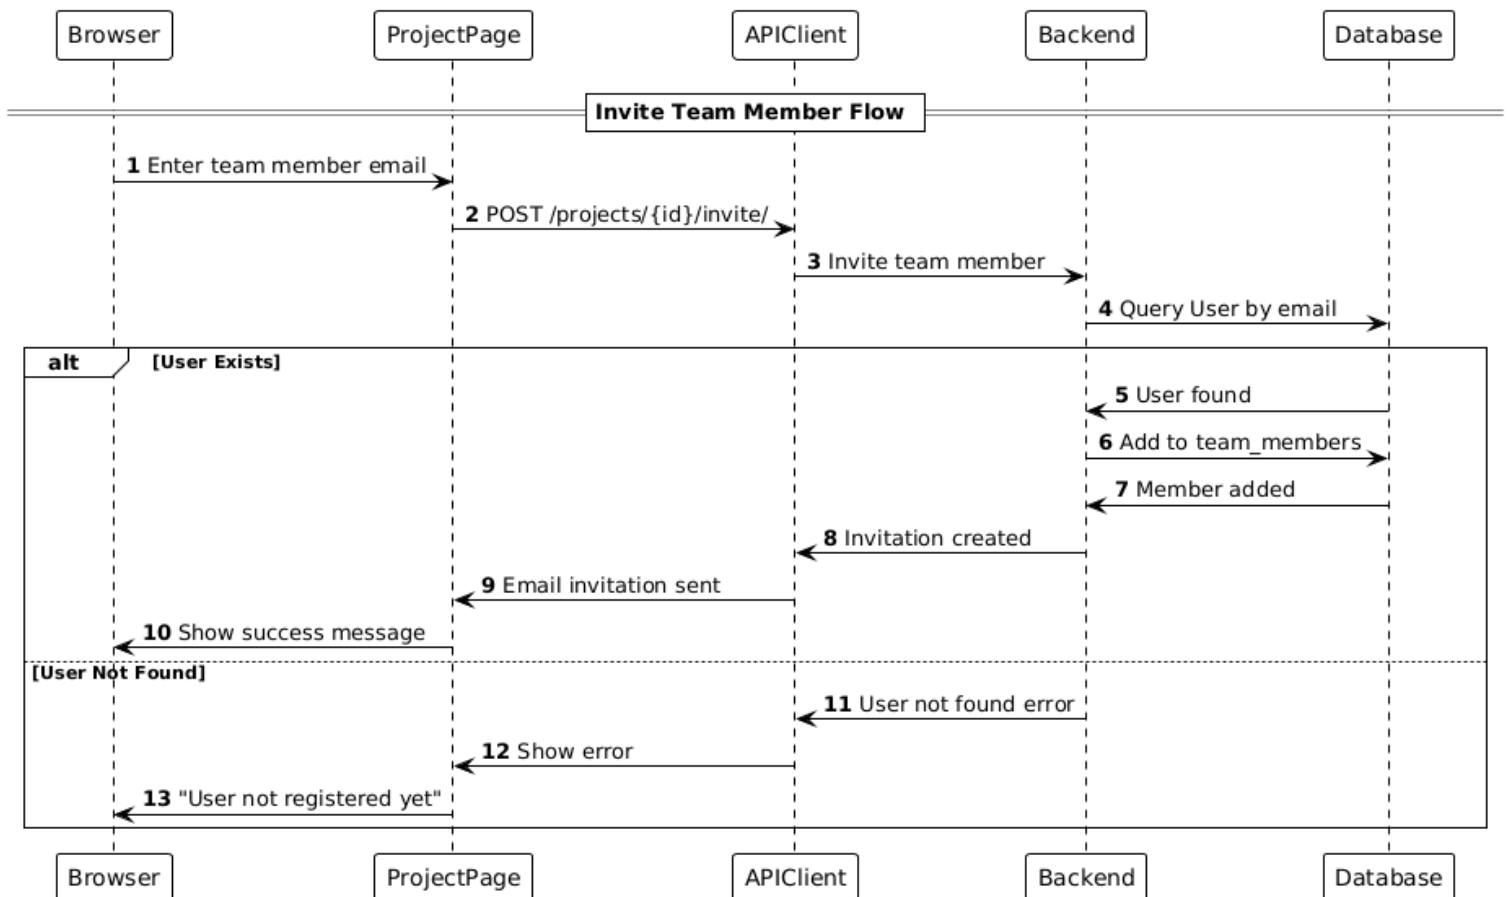 Browser ProjectPage APIClient Backend Database
Invite Team Member Flow
1 Enter team member email
2 POST /projects/{id}/invite/
3 Invite team member
4 Query User by email
alt [User Exists]
5 User found
6 Add to team_members
7 Member added
8 Invitation created
9 Email invitation sent
10 Show success message
[User Not Found]
11 User not found error
12 Show error
13 "User not registered yet"
Browser ProjectPage APIClient Backend Database